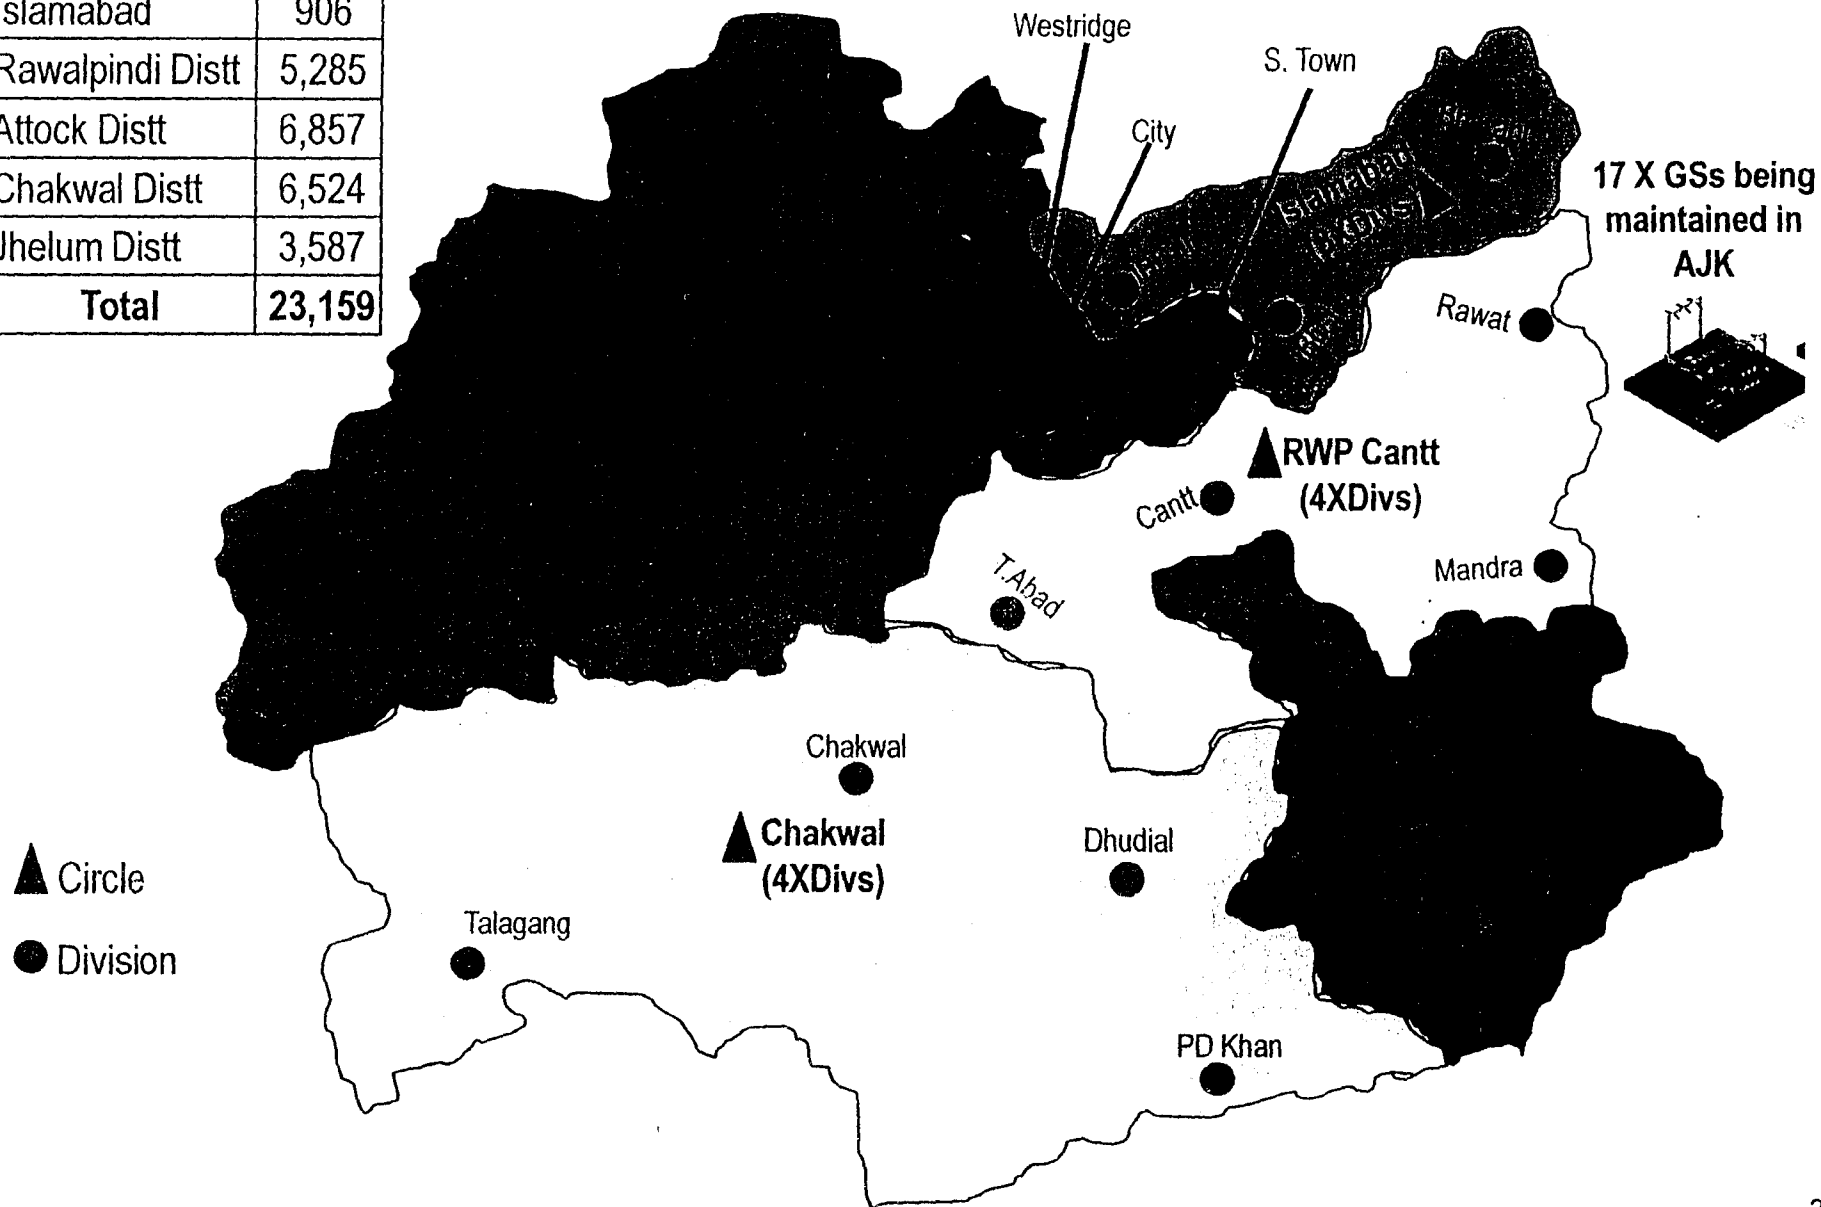 Islamabad 906
Rawalpindi Distt 5,285
Attock Distt 6,857
Chakwal Distt 6,524
Jhelum Distt 3,587
Total 23,159
Westridge
S. Town
City
Islamabad
17 X GSs being
maintained in
AJK
Rawat
RWP Cantt
(4XDivs)
Cantt
Mandra
T.Abad
Chakwal
Chakwal
(4XDivs)
Dhudial
Talagang
PD Khan
Circle
Division